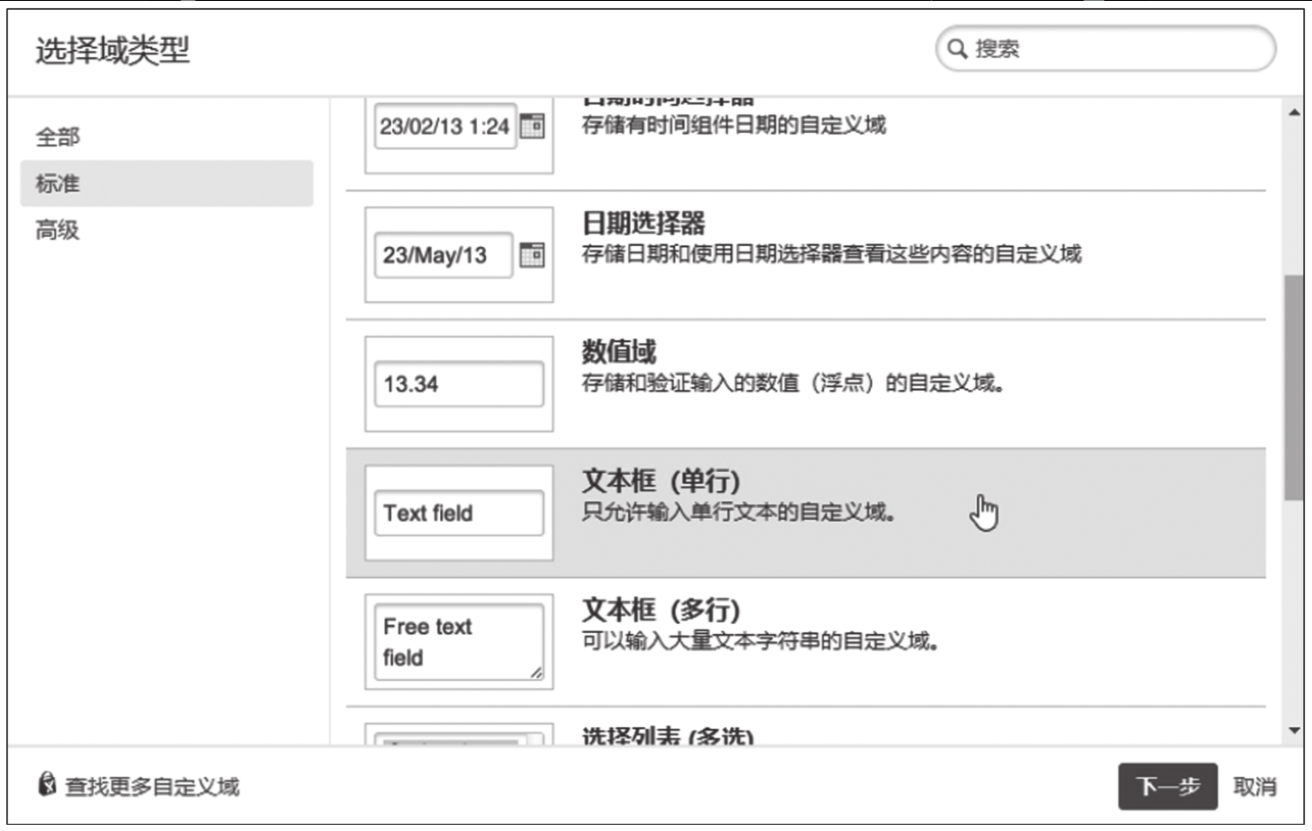 选择域类型
搜索
全部
标准
高级
日期时间选择器
23/02/13 1:24
存储有时间组件日期的自定义域
日期选择器
23/May/13
存储日期和使用日期选择器查看这些内容的自定义域
数值域
13.34
存储和验证输入的数值（浮点）的自定义域。
文本框（单行)
Text field
只允许输入单行文本的自定义域。
文本框（多行)
Free text
field
可以输入大量文本字符串的自定义域。
选择列表 (多选)
查找更多自定义域
下一步
取消